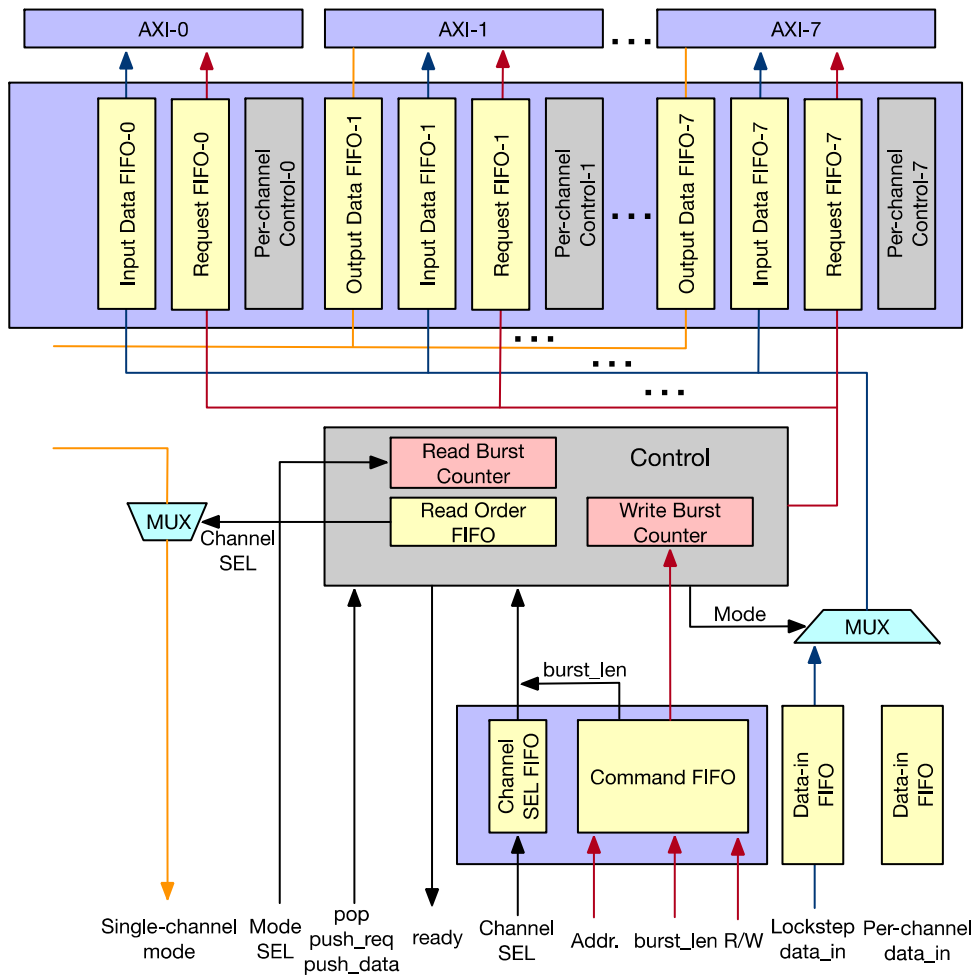 AXI-0
AXI-1
...
AXI-7
Input Data FIFO-0
Request FIFO-0
Per-channel
Control-0
Output Data FIFO-1
Input Data FIFO-1
Request FIFO-1
Per-channel
Control-1
...
Output Data FIFO-7
Input Data FIFO-7
Request FIFO-7
Per-channel
Control-7
...
...
...
Control
Read Burst
Counter
Read Order
FIFO
Write Burst
Counter
MUX
Channel
SEL
Mode
MUX
burst_len
Channel
SEL FIFO
Command FIFO
Data-in
FIFO
Data-in
FIFO
Single-channel
mode
Mode
SEL
pop
push_req
push_data
ready
Channel
SEL
Addr.
burst_len
R/W
Lockstep
data_in
Per-channel
data_in